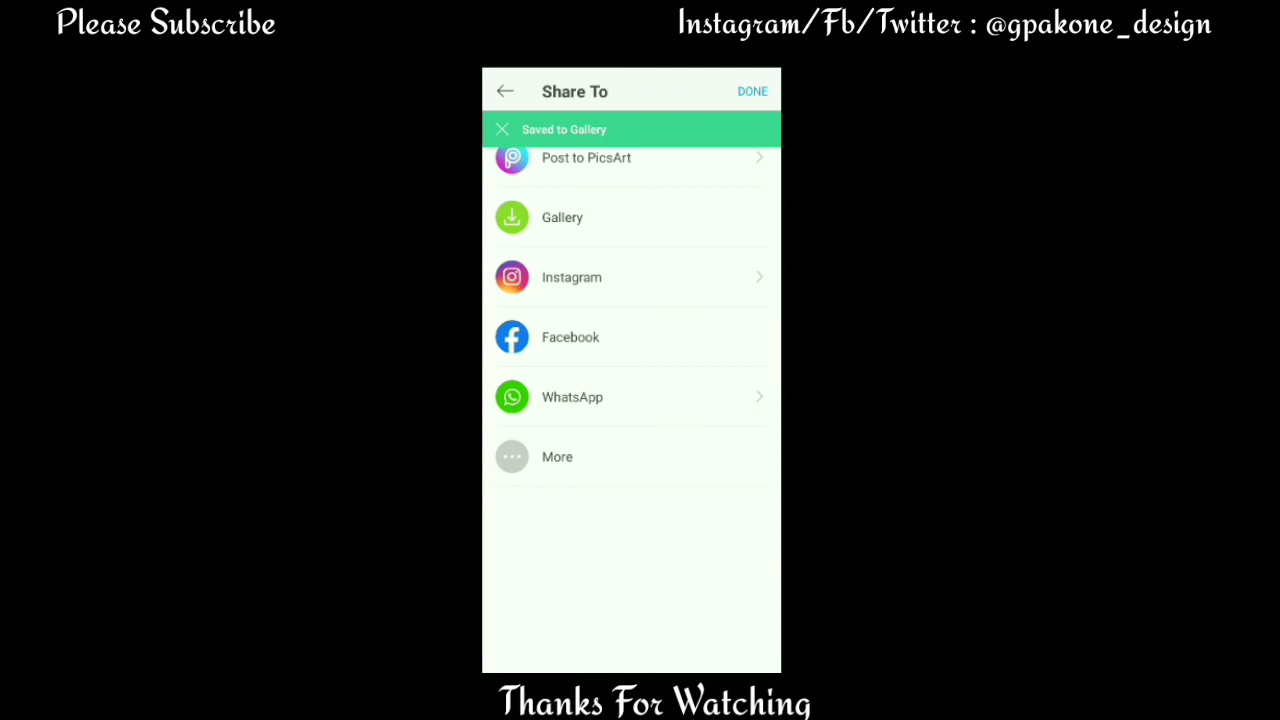 Please Subscribe
Instagram/Fb/Twitter : @gpakone_design
Share To
DONE
Saved to Gallery
Post to PicsArt
Gallery
Instagram
Facebook
WhatsApp
More
Thanks For Watching